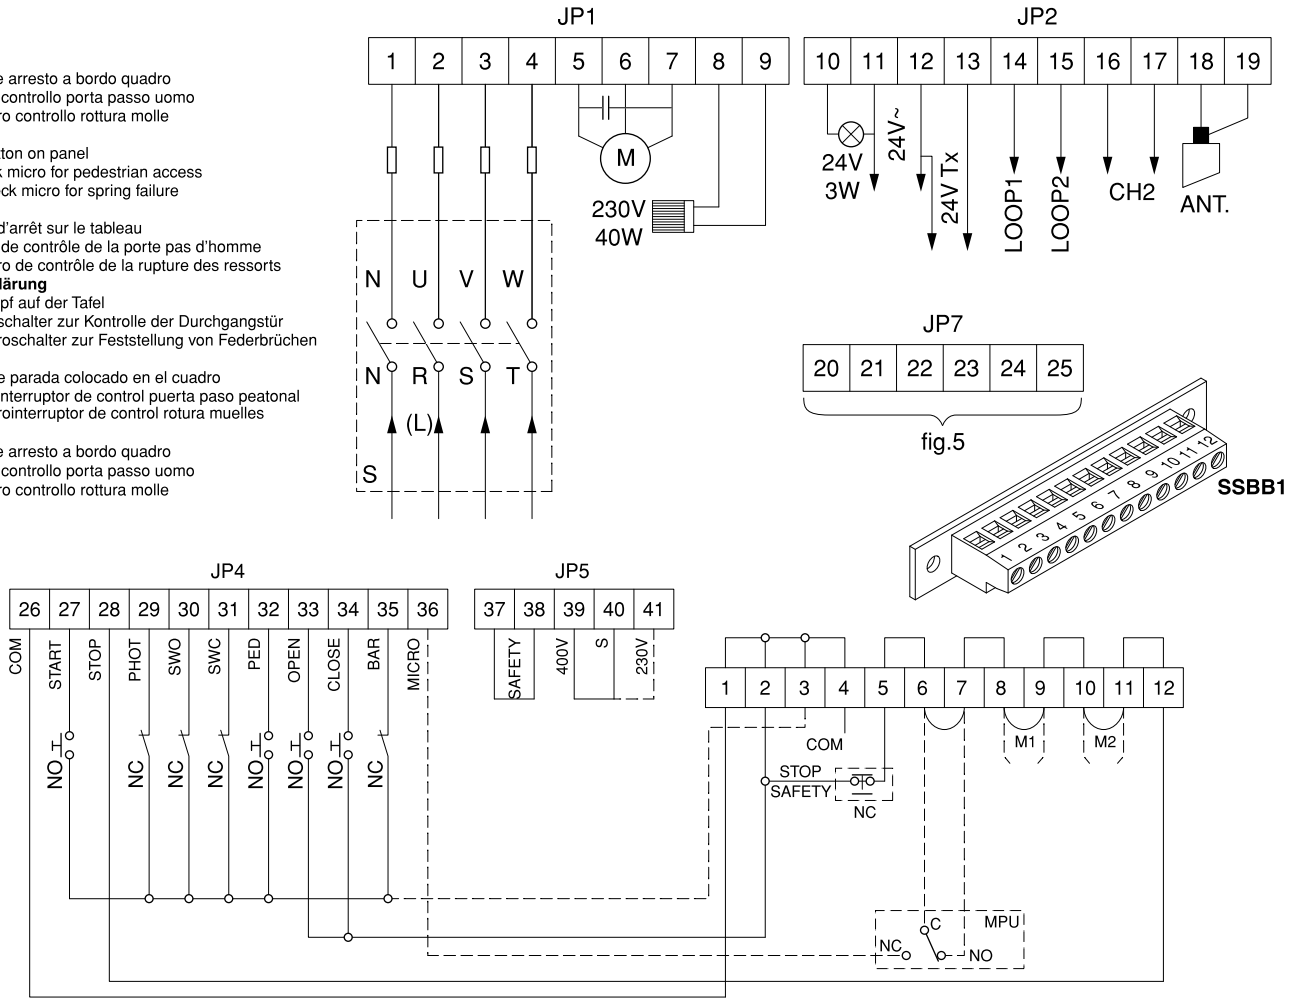 e arresto a bordo quadro
controllo porta passo uomo
ro controllo rottura molle
tton on panel
k micro for pedestrian access
eck micro for spring failure
d'arrêt sur le tableau
de contrôle de la porte pas d'homme
ro de contrôle de la rupture des ressorts
lärung
pf auf der Tafel
schalter zur Kontrolle der Durchgangstür
roschalter zur Feststellung von Federbrüchen
e parada colocado en el cuadro
nterruptor de control puerta paso peatonal
rointerruptor de control rotura muelles
e arresto a bordo quadro
controllo porta passo uomo
ro controllo rottura molle
JP1
1 2 3 4 5 6 7 8 9
M
230V
40W
N U V W
N R S T
(L)
S
JP2
10 11 12 13 14 15 16 17 18 19
24V
3W
24V~
24V Tx
LOOP1
LOOP2
CH2
ANT.
JP7
20 21 22 23 24 25
fig.5
1 2 3 4 5 6 7 8 9 10 11 12
SSBB1
JP4
26 27 28 29 30 31 32 33 34 35 36
COM START STOP PHOT SWO SWC PED OPEN CLOSE BAR MICRO
NO NC NC NC NO NO NO NC
JP5
37 38 39 40 41
SAFETY 400V S 230V
1 2 3 4 5 6 7 8 9 10 11 12
COM
M1 M2
STOP
SAFETY
NC
C MPU
NC NO